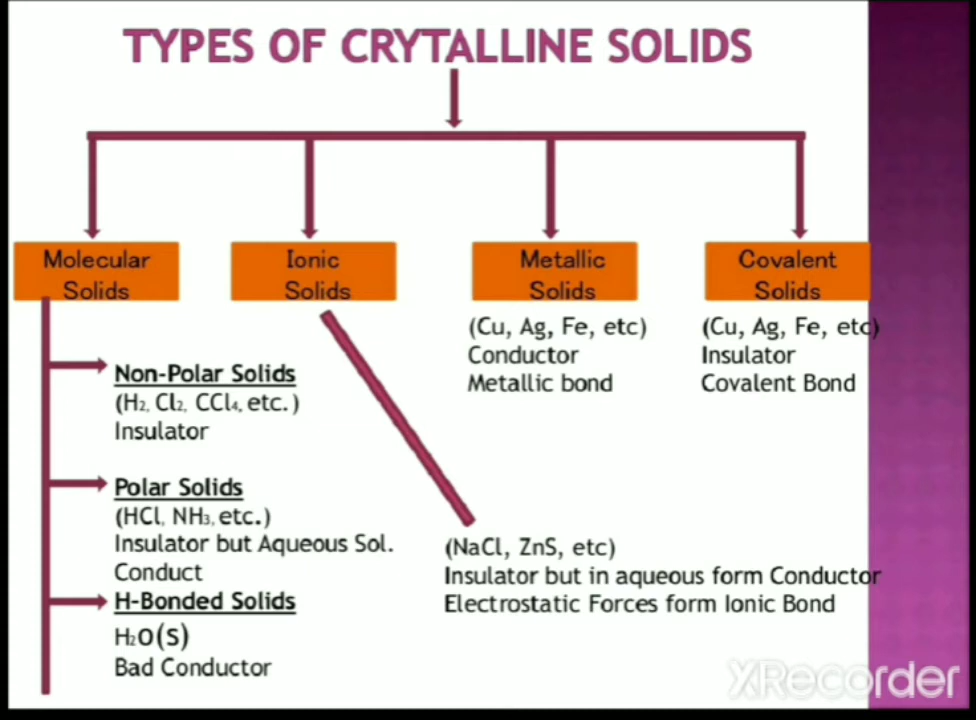 TYPES OF CRYTALLINE SOLIDS
Molecular
Solids
Non-Polar Solids
(H₂, Cl₂, CCl₄, etc.)
Insulator
Polar Solids
(HCl, NH₃, etc.)
Insulator but Aqueous Sol.
Conduct
H-Bonded Solids
H₂O(s)
Bad Conductor
Ionic
Solids
(NaCl, ZnS, etc)
Insulator but in aqueous form Conductor
Electrostatic Forces form Ionic Bond
Metallic
Solids
(Cu, Ag, Fe, etc)
Conductor
Metallic bond
Covalent
Solids
(Cu, Ag, Fe, etc)
Insulator
Covalent Bond
XRecorder